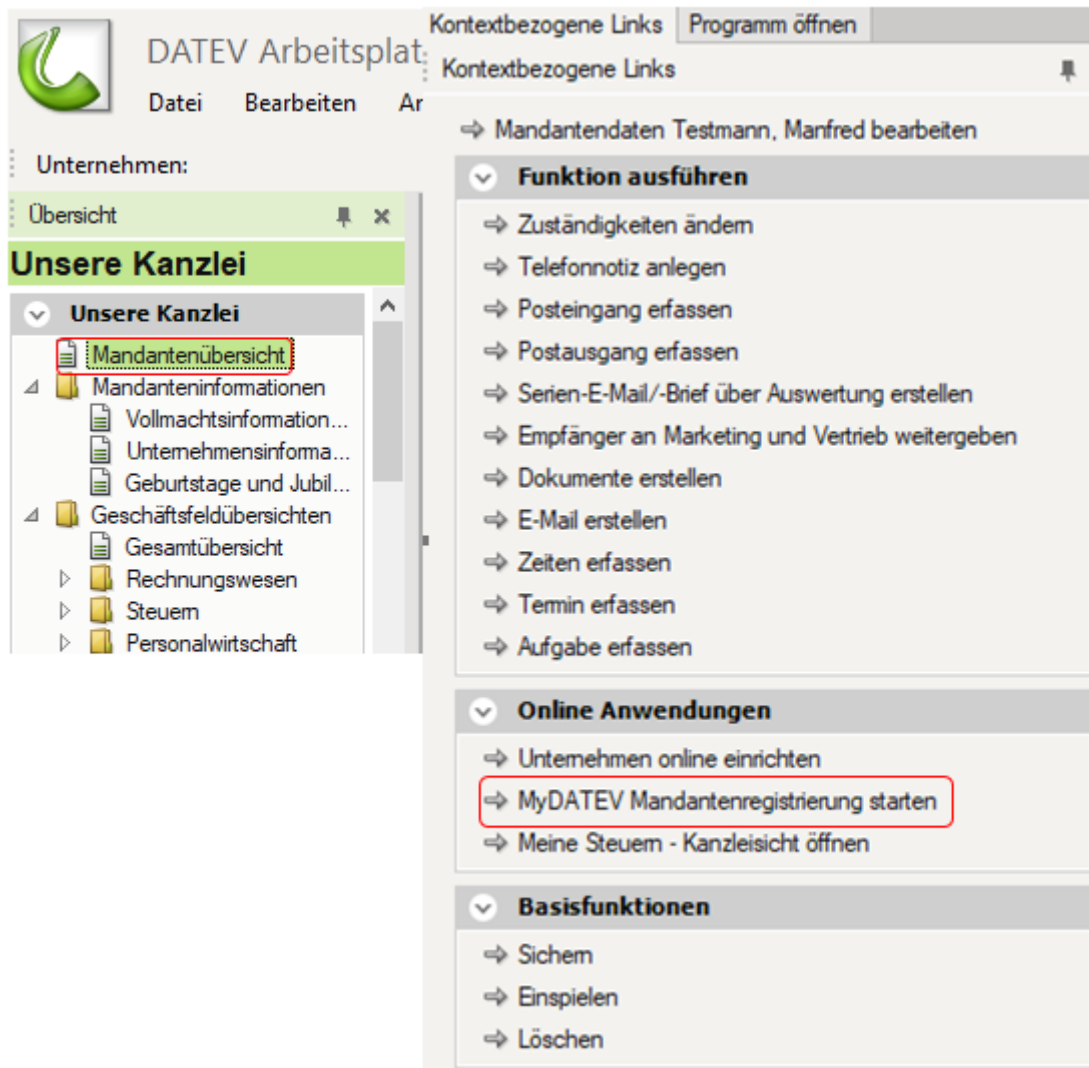 DATEV Arbeitsplat
Datei Bearbeiten Ar
Unternehmen:
Übersicht
Unsere Kanzlei
Unsere Kanzlei
Mandantenübersicht
Mandanteninformationen
Vollmachtsinformation...
Unternehmensinforma...
Geburtstage und Jubil...
Geschäftsfeldübersichten
Gesamtübersicht
Rechnungswesen
Steuern
Personalwirtschaft
Kontextbezogene Links Programm öffnen
Kontextbezogene Links
Mandantendaten Testmann, Manfred bearbeiten
Funktion ausführen
Zuständigkeiten ändern
Telefonnotiz anlegen
Posteingang erfassen
Postausgang erfassen
Serien-E-Mail/-Brief über Auswertung erstellen
Empfänger an Marketing und Vertrieb weitergeben
Dokumente erstellen
E-Mail erstellen
Zeiten erfassen
Termin erfassen
Aufgabe erfassen
Online Anwendungen
Unternehmen online einrichten
MyDATEV Mandantenregistrierung starten
Meine Steuern - Kanzleisicht öffnen
Basisfunktionen
Sichern
Einspielen
Löschen